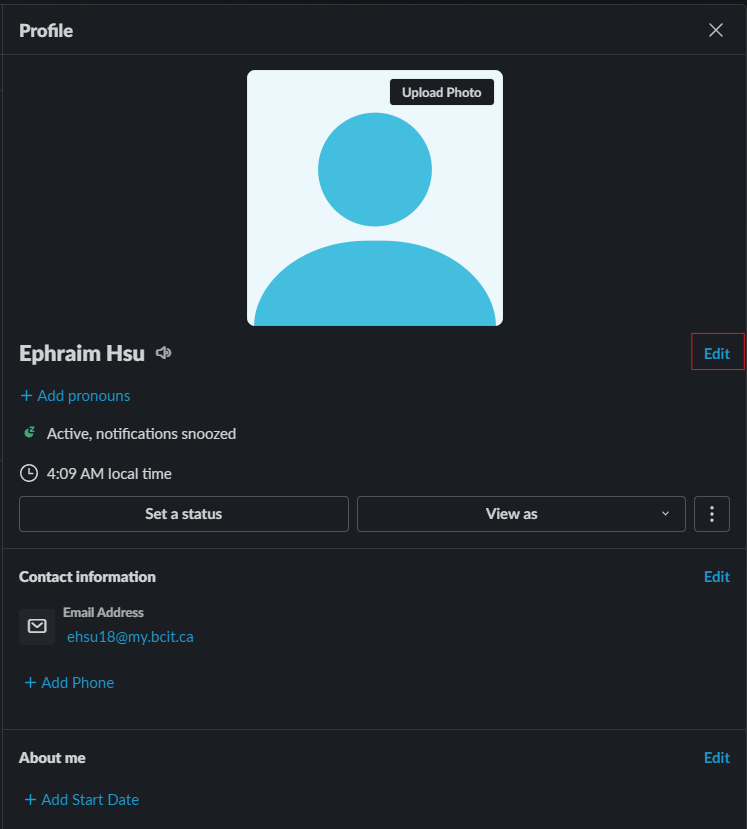 Profile
Upload Photo
Ephraim Hsu
Edit
+ Add pronouns
Active, notifications snoozed
4:09 AM local time
Set a status
View as
Contact information
Edit
Email Address
ehsu18@my.bcit.ca
+ Add Phone
About me
Edit
+ Add Start Date